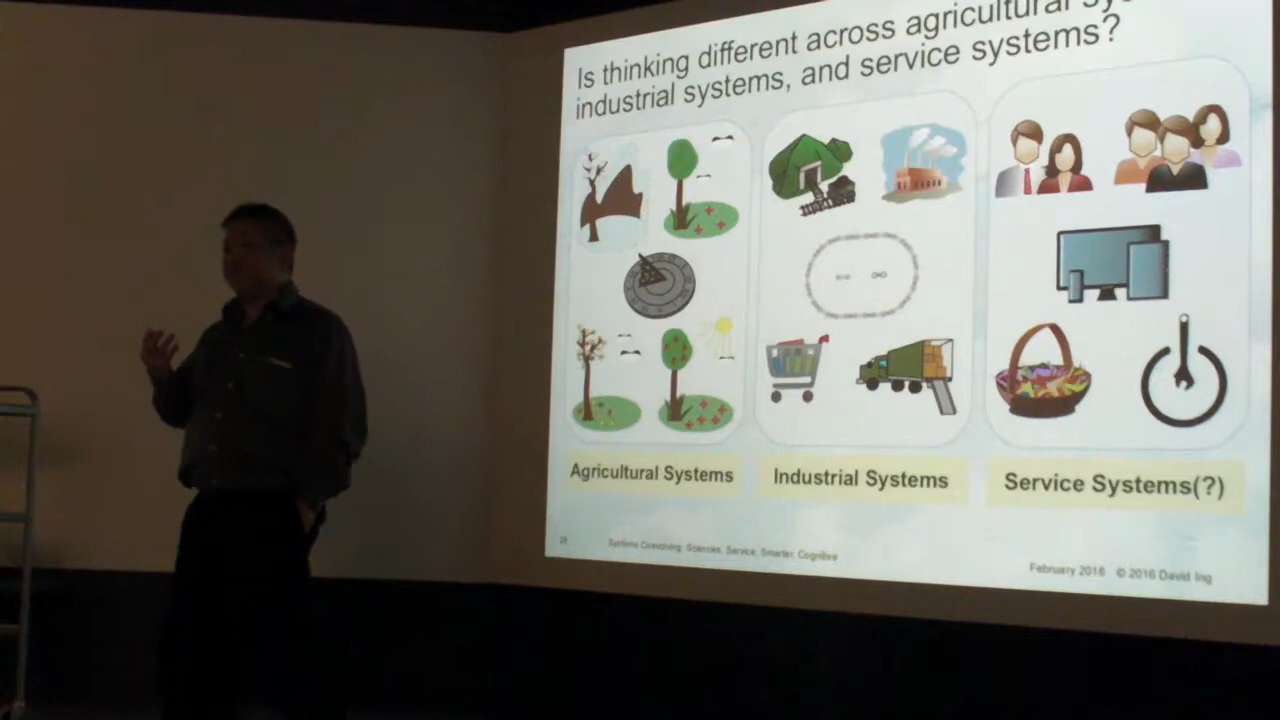 Is thinking different across agricultural
industrial systems, and service systems?
Agricultural Systems
Industrial Systems
Service Systems(?)
Systems Coevolving: Sciences, Service, Smarter, Cognitive
February 2016 © 2016 David Ing